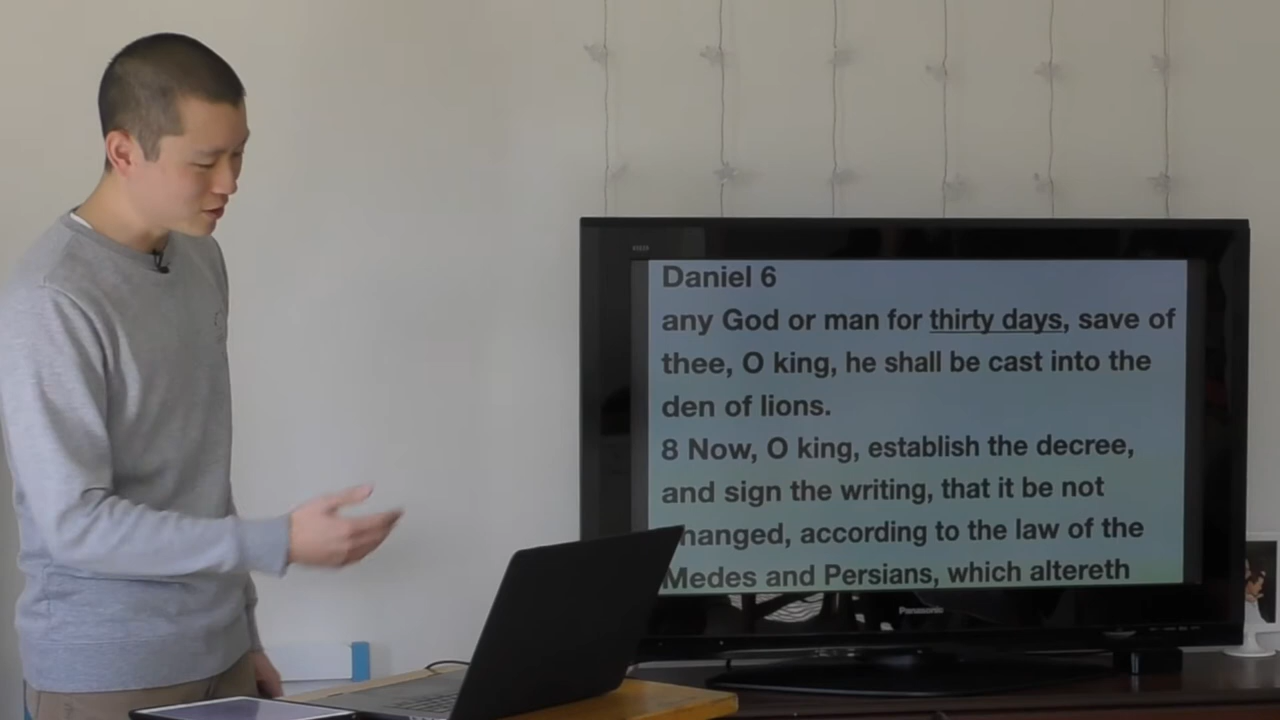 Daniel 6
any God or man for thirty days, save of
thee, O king, he shall be cast into the
den of lions.
8 Now, O king, establish the decree,
and sign the writing, that it be not
changed, according to the law of the
Medes and Persians, which altereth
Panasonic